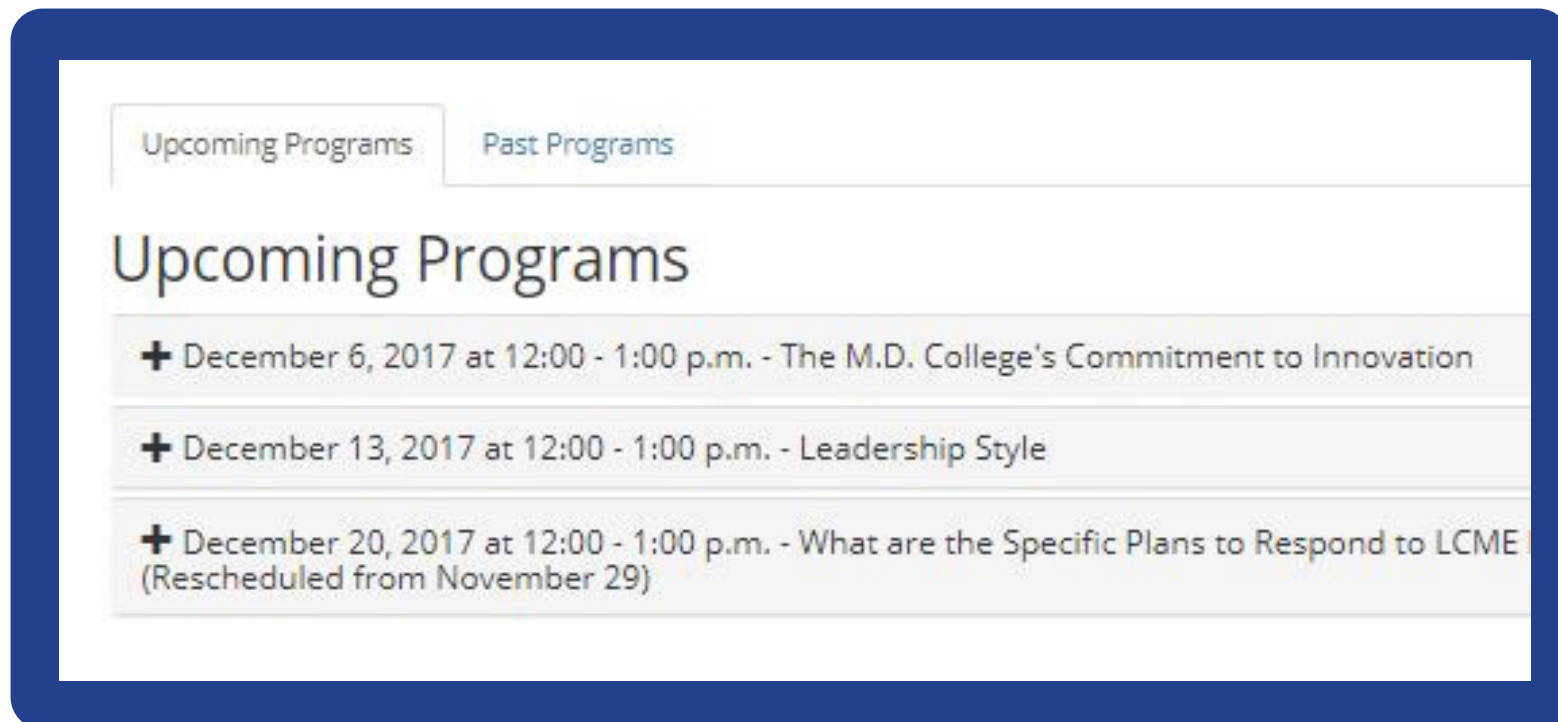 Upcoming Programs Past Programs
Upcoming Programs
+ December 6, 2017 at 12:00 - 1:00 p.m. - The M.D. College's Commitment to Innovation
+ December 13, 2017 at 12:00 - 1:00 p.m. - Leadership Style
+ December 20, 2017 at 12:00 - 1:00 p.m. - What are the Specific Plans to Respond to LCME
(Rescheduled from November 29)